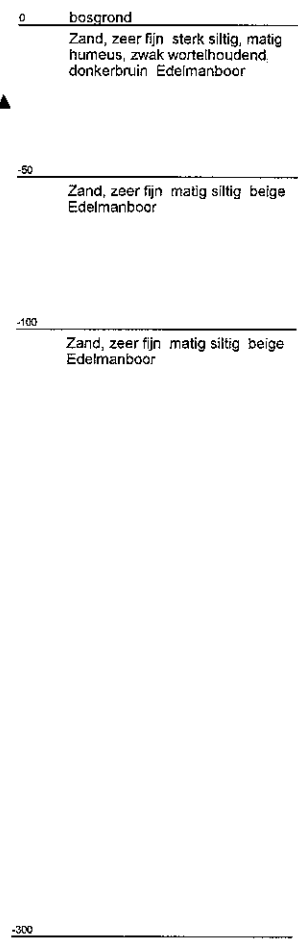 0 bosgrond
Zand, zeer fijn sterk siltig, matig
humeus, zwak wortelhoudend,
donkerbruin Edelmanboor
-50
Zand, zeer fijn matig siltig beige
Edelmanboor
-100
Zand, zeer fijn matig siltig beige
Edelmanboor
-300